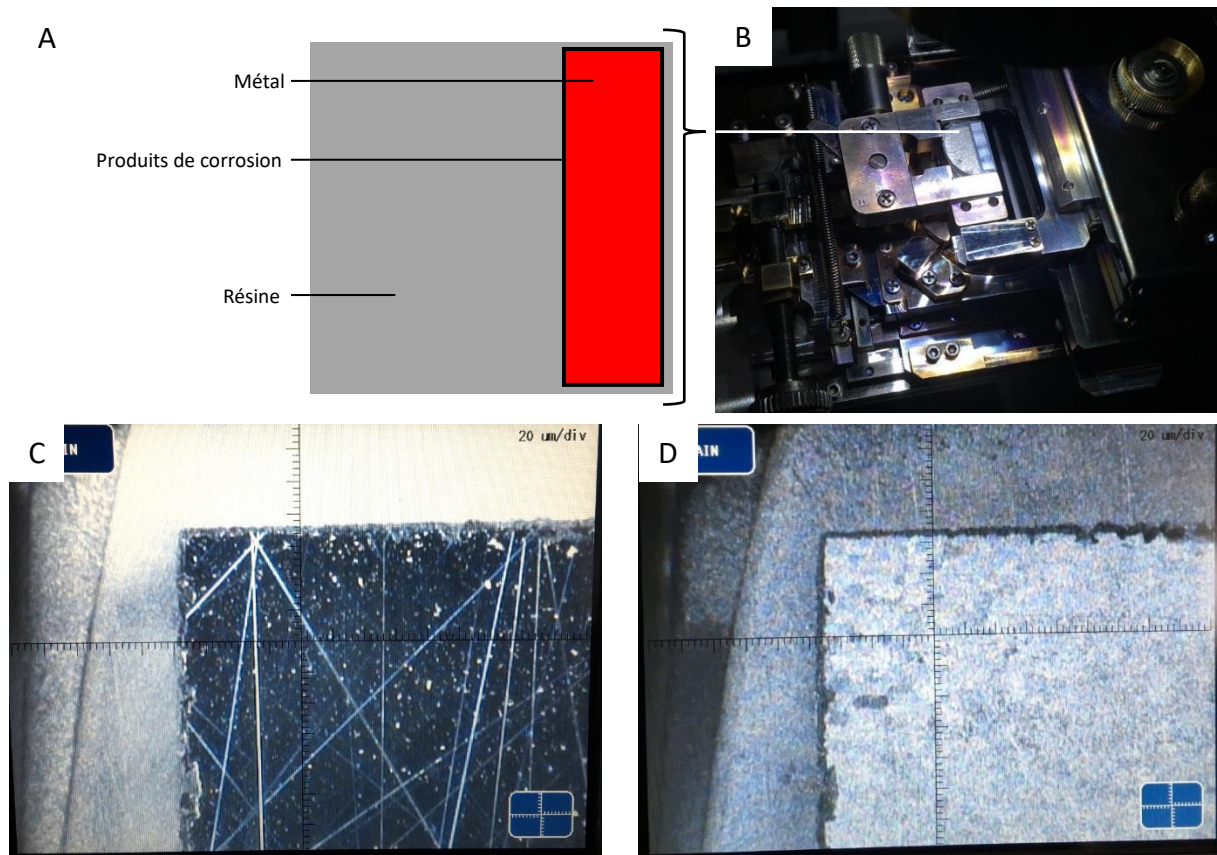 A
B
Métal
Produits de corrosion
Résine
C
AIN
20 um/div
D
AIN
20 um/div